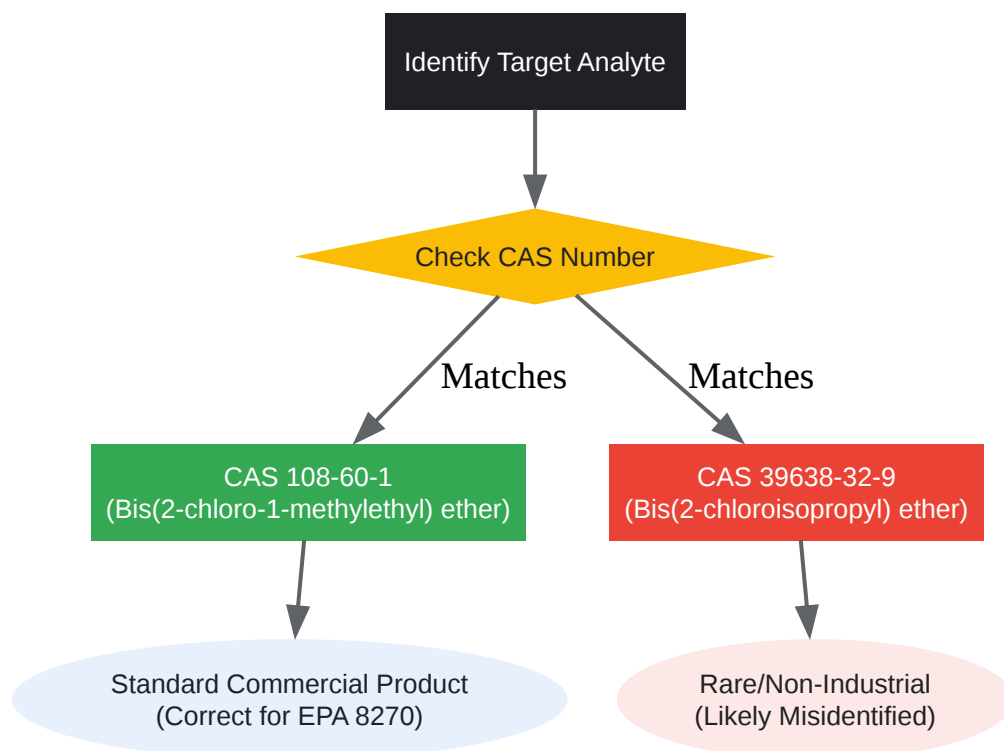 Identify Target Analyte
Check CAS Number
Matches
Matches
CAS 108-60-1
(Bis(2-chloro-1-methylethyl) ether)
CAS 39638-32-9
(Bis(2-chloroisopropyl) ether)
Standard Commercial Product
(Correct for EPA 8270)
Rare/Non-Industrial
(Likely Misidentified)